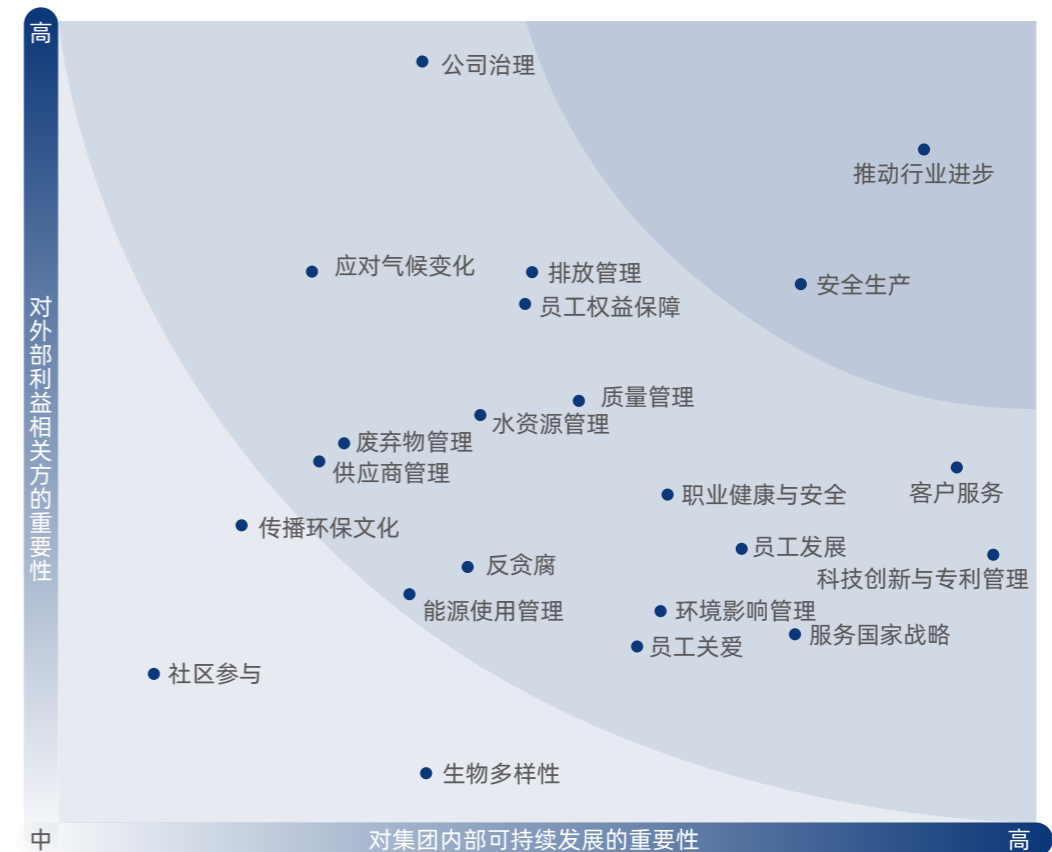 高
公司治理
推动行业进步
应对气候变化
排放管理
安全生产
员工权益保障
对外部利益相关方的重要性
质量管理
水资源管理
废弃物管理
供应商管理
职业健康与安全
客户服务
传播环保文化
员工发展
反贪腐
科技创新与专利管理
能源使用管理
环境影响管理
服务国家战略
员工关爱
社区参与
生物多样性
中
对集团内部可持续发展的重要性
高